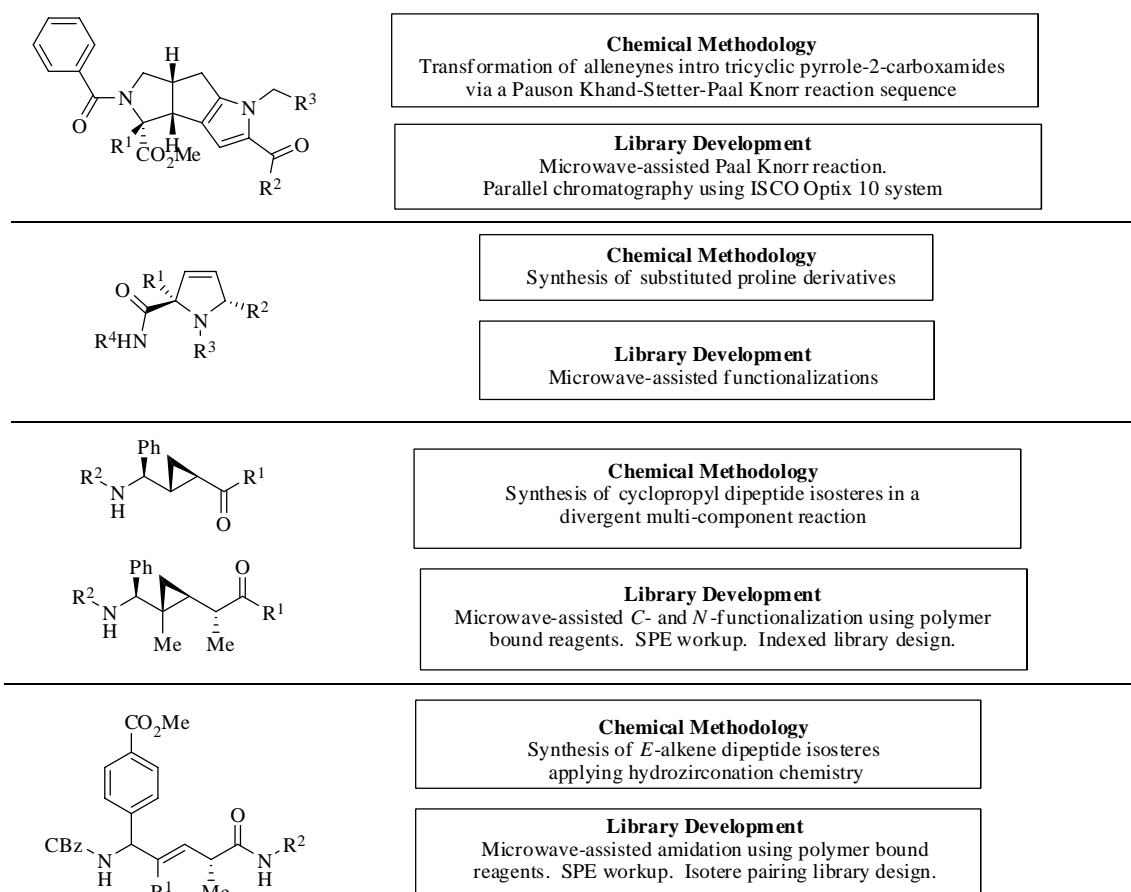 Chemical Methodology
Transformation of alleneynes intro tricyclic pyrrole-2-carboxamides
via a Pauson Khand-Stetter-Paal Knorr reaction sequence
H
N
O
R¹
H
CO₂Me
N
R³
O
R²
Library Development
Microwave-assisted Paal Knorr reaction.
Parallel chromatography using ISCO Optix 10 system
Chemical Methodology
Synthesis of substituted proline derivatives
R¹
O
R²
N
R⁴HN
R³
Library Development
Microwave-assisted functionalizations
Ph
R²
N
H
R¹
O
Chemical Methodology
Synthesis of cyclopropyl dipeptide isosteres in a
divergent multi-component reaction
Ph
O
R²
N
H
R¹
Me
Me
Library Development
Microwave-assisted C- and N-functionalization using polymer
bound reagents. SPE workup. Indexed library design.
CO₂Me
Chemical Methodology
Synthesis of E-alkene dipeptide isosteres
applying hydrozirconation chemistry
O
CBz
N
H
R²
N
H
R¹
Me
Library Development
Microwave-assisted amidation using polymer bound
reagents. SPE workup. Isotere pairing library design.